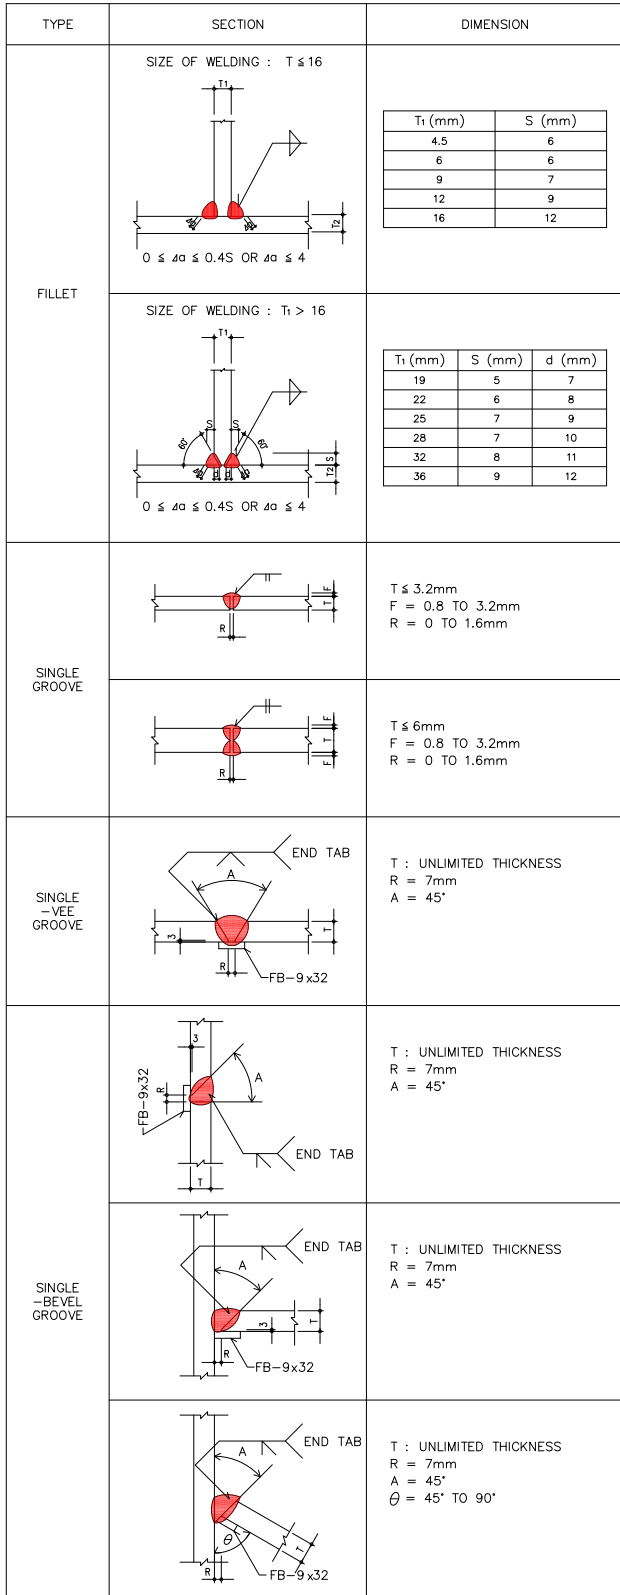 TYPE SECTION DIMENSION
FILLET
SIZE OF WELDING : T ≦ 16
T1
T2
Δa Δa
0 ≦ Δa ≦ 0.4S OR Δa ≦ 4
T1 (mm) S (mm)
4.5 6
6 6
9 7
12 9
16 12
SIZE OF WELDING : T1 > 16
T1
S S
60° 60°
S
T2
Δa d d Δa
0 ≦ Δa ≦ 0.4S OR Δa ≦ 4
T1 (mm) S (mm) d (mm)
19 5 7
22 6 8
25 7 9
28 7 10
32 8 11
36 9 12
SINGLE
GROOVE
F
T
R
T ≦ 3.2mm
F = 0.8 TO 3.2mm
R = 0 TO 1.6mm
F
T
F
R
T ≦ 6mm
F = 0.8 TO 3.2mm
R = 0 TO 1.6mm
SINGLE
-VEE
GROOVE
END TAB
A
3
T
R
FB-9x32
T : UNLIMITED THICKNESS
R = 7mm
A = 45°
SINGLE
-BEVEL
GROOVE
3
A
R
FB-9x32
END TAB
T
T : UNLIMITED THICKNESS
R = 7mm
A = 45°
END TAB
A
3
T
R
FB-9x32
T : UNLIMITED THICKNESS
R = 7mm
A = 45°
END TAB
A
θ
T
R
FB-9x32
T : UNLIMITED THICKNESS
R = 7mm
A = 45°
θ = 45° TO 90°